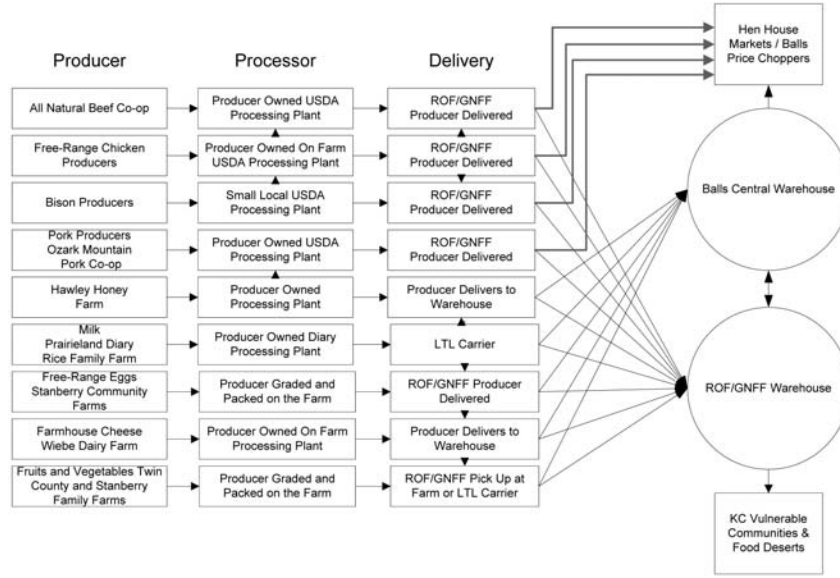 Hen House
Markets / Balls
Price Choppers
Producer
Processor
Delivery
All Natural Beef Co-op
Producer Owned USDA
Processing Plant
ROF/GNFF
Producer Delivered
Free-Range Chicken
Producers
Producer Owned On Farm
USDA Processing Plant
ROF/GNFF
Producer Delivered
Bison Producers
Small Local USDA
Processing Plant
ROF/GNFF
Producer Delivered
Balls Central Warehouse
Pork Producers
Ozark Mountain
Pork Co-op
Producer Owned USDA
Processing Plant
ROF/GNFF
Producer Delivered
Hawley Honey
Farm
Producer Owned
Processing Plant
Producer Delivers to
Warehouse
Milk
Prairieland Diary
Rice Family Farm
Producer Owned Diary
Processing Plant
LTL Carrier
Free-Range Eggs
Stanberry Community
Farms
Producer Graded and
Packed on the Farm
ROF/GNFF Producer
Delivered
ROF/GNFF Warehouse
Farmhouse Cheese
Wiebe Dairy Farm
Producer Owned On Farm
Processing Plant
Producer Delivers to
Warehouse
Fruits and Vegetables Twin
County and Stanberry
Family Farms
Producer Graded and
Packed on the Farm
ROF/GNFF Pick Up at
Farm or LTL Carrier
KC Vulnerable
Communities &
Food Deserts